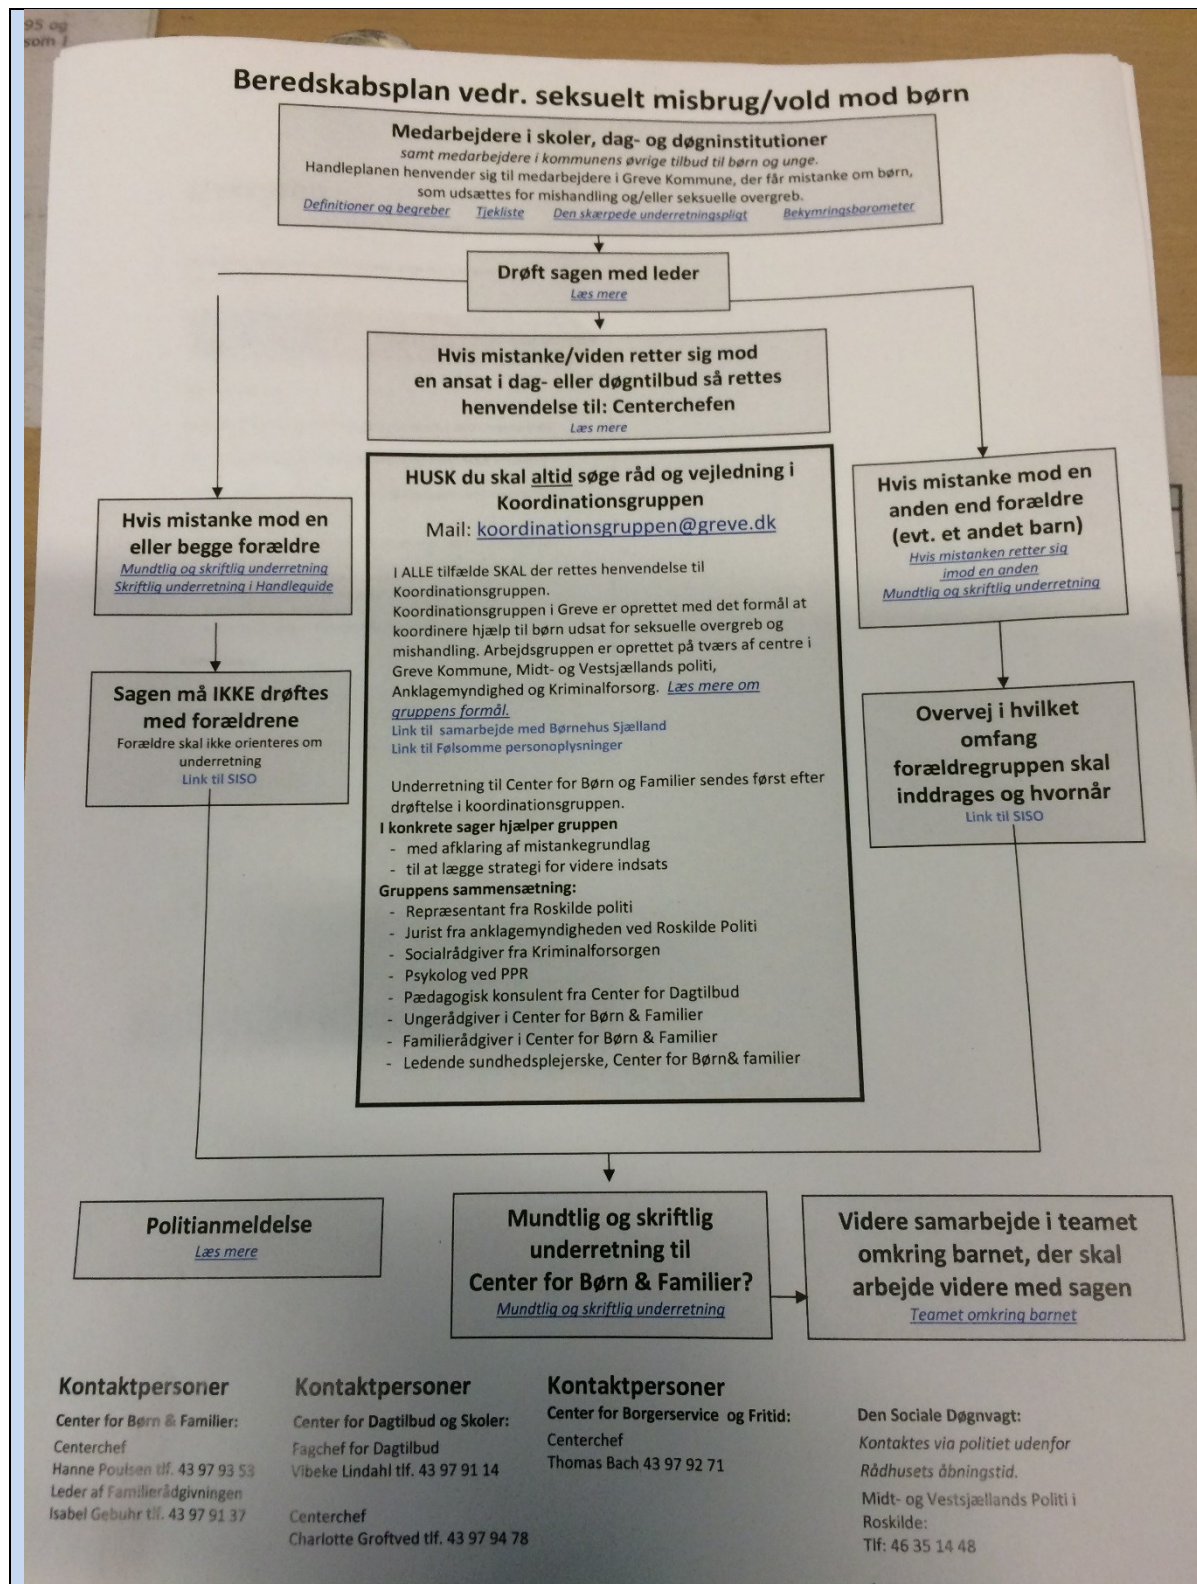 95 og
som I
Beredskabsplan vedr. seksuelt misbrug/vold mod børn
Medarbejdere i skoler, dag- og døgninstitutioner
samt medarbejdere i kommunens øvrige tilbud til børn og unge.
Handleplanen henvender sig til medarbejdere i Greve Kommune, der får mistanke om børn,
som udsættes for mishandling og/eller seksuelle overgreb.
Definitioner og begreber Tjekliste Den skærpede underretningspligt Bekymringsbarometer
Drøft sagen med leder
Læs mere
Hvis mistanke/viden retter sig mod
en ansat i dag- eller døgntilbud så rettes
henvendelse til: Centerchefen
Læs mere
Hvis mistanke mod en
eller begge forældre
Mundtlig og skriftlig underretning
Skriftlig underretning i Handleguide
Sagen må IKKE drøftes
med forældrene
Forældre skal ikke orienteres om
underretning
Link til SISO
HUSK du skal altid søge råd og vejledning i
Koordinationsgruppen
Mail: koordinationsgruppen@greve.dk
I ALLE tilfælde SKAL der rettes henvendelse til
Koordinationsgruppen.
Koordinationsgruppen i Greve er oprettet med det formål at
koordinere hjælp til børn udsat for seksuelle overgreb og
mishandling. Arbejdsgruppen er oprettet på tværs af centre i
Greve Kommune, Midt- og Vestsjællands politi,
Anklagemyndighed og Kriminalforsorg. Læs mere om
gruppens formål.
Link til samarbejde med Børnehus Sjælland
Link til Følsomme personoplysninger
Underretning til Center for Børn og Familier sendes først efter
drøftelse i koordinationsgruppen.
I konkrete sager hjælper gruppen
- med afklaring af mistankegrundlag
- til at lægge strategi for videre indsats
Gruppens sammensætning:
- Repræsentant fra Roskilde politi
- Jurist fra anklagemyndigheden ved Roskilde Politi
- Socialrådgiver fra Kriminalforsorgen
- Psykolog ved PPR
- Pædagogisk konsulent fra Center for Dagtilbud
- Ungerådgiver i Center for Børn & Familier
- Familierådgiver i Center for Børn & Familier
- Ledende sundhedsplejerske, Center for Børn& familier
Hvis mistanke mod en
anden end forældre
(evt. et andet barn)
Hvis mistanken retter sig
imod en anden
Mundtlig og skriftlig underretning
Overvej i hvilket
omfang
forældregruppen skal
inddrages og hvornår
Link til SISO
Politianmeldelse
Læs mere
Mundtlig og skriftlig
underretning til
Center for Børn & Familier?
Mundtlig og skriftlig underretning
Videre samarbejde i teamet
omkring barnet, der skal
arbejde videre med sagen
Teamet omkring barnet
Kontaktpersoner
Center for Børn & Familier:
Centerchef
Hanne Poulsen tlf. 43 97 93 53
Leder af Familierådgivningen
Isabel Gebuhr tlf. 43 97 91 37
Kontaktpersoner
Center for Dagtilbud og Skoler:
Fagchef for Dagtilbud
Vibeke Lindahl tlf. 43 97 91 14
Centerchef
Charlotte Groftved tlf. 43 97 94 78
Kontaktpersoner
Center for Borgerservice og Fritid:
Centerchef
Thomas Bach 43 97 92 71
Den Sociale Døgnvagt:
Kontaktes via politiet udenfor
Rådhusets åbningstid.
Midt- og Vestsjællands Politi i
Roskilde:
Tlf: 46 35 14 48